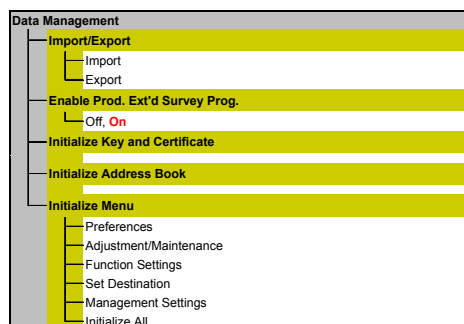 Data Management
Import/Export
Import
Export
Enable Prod. Ext'd Survey Prog.
Off, On
Initialize Key and Certificate
Initialize Address Book
Initialize Menu
Preferences
Adjustment/Maintenance
Function Settings
Set Destination
Management Settings
Initialize All